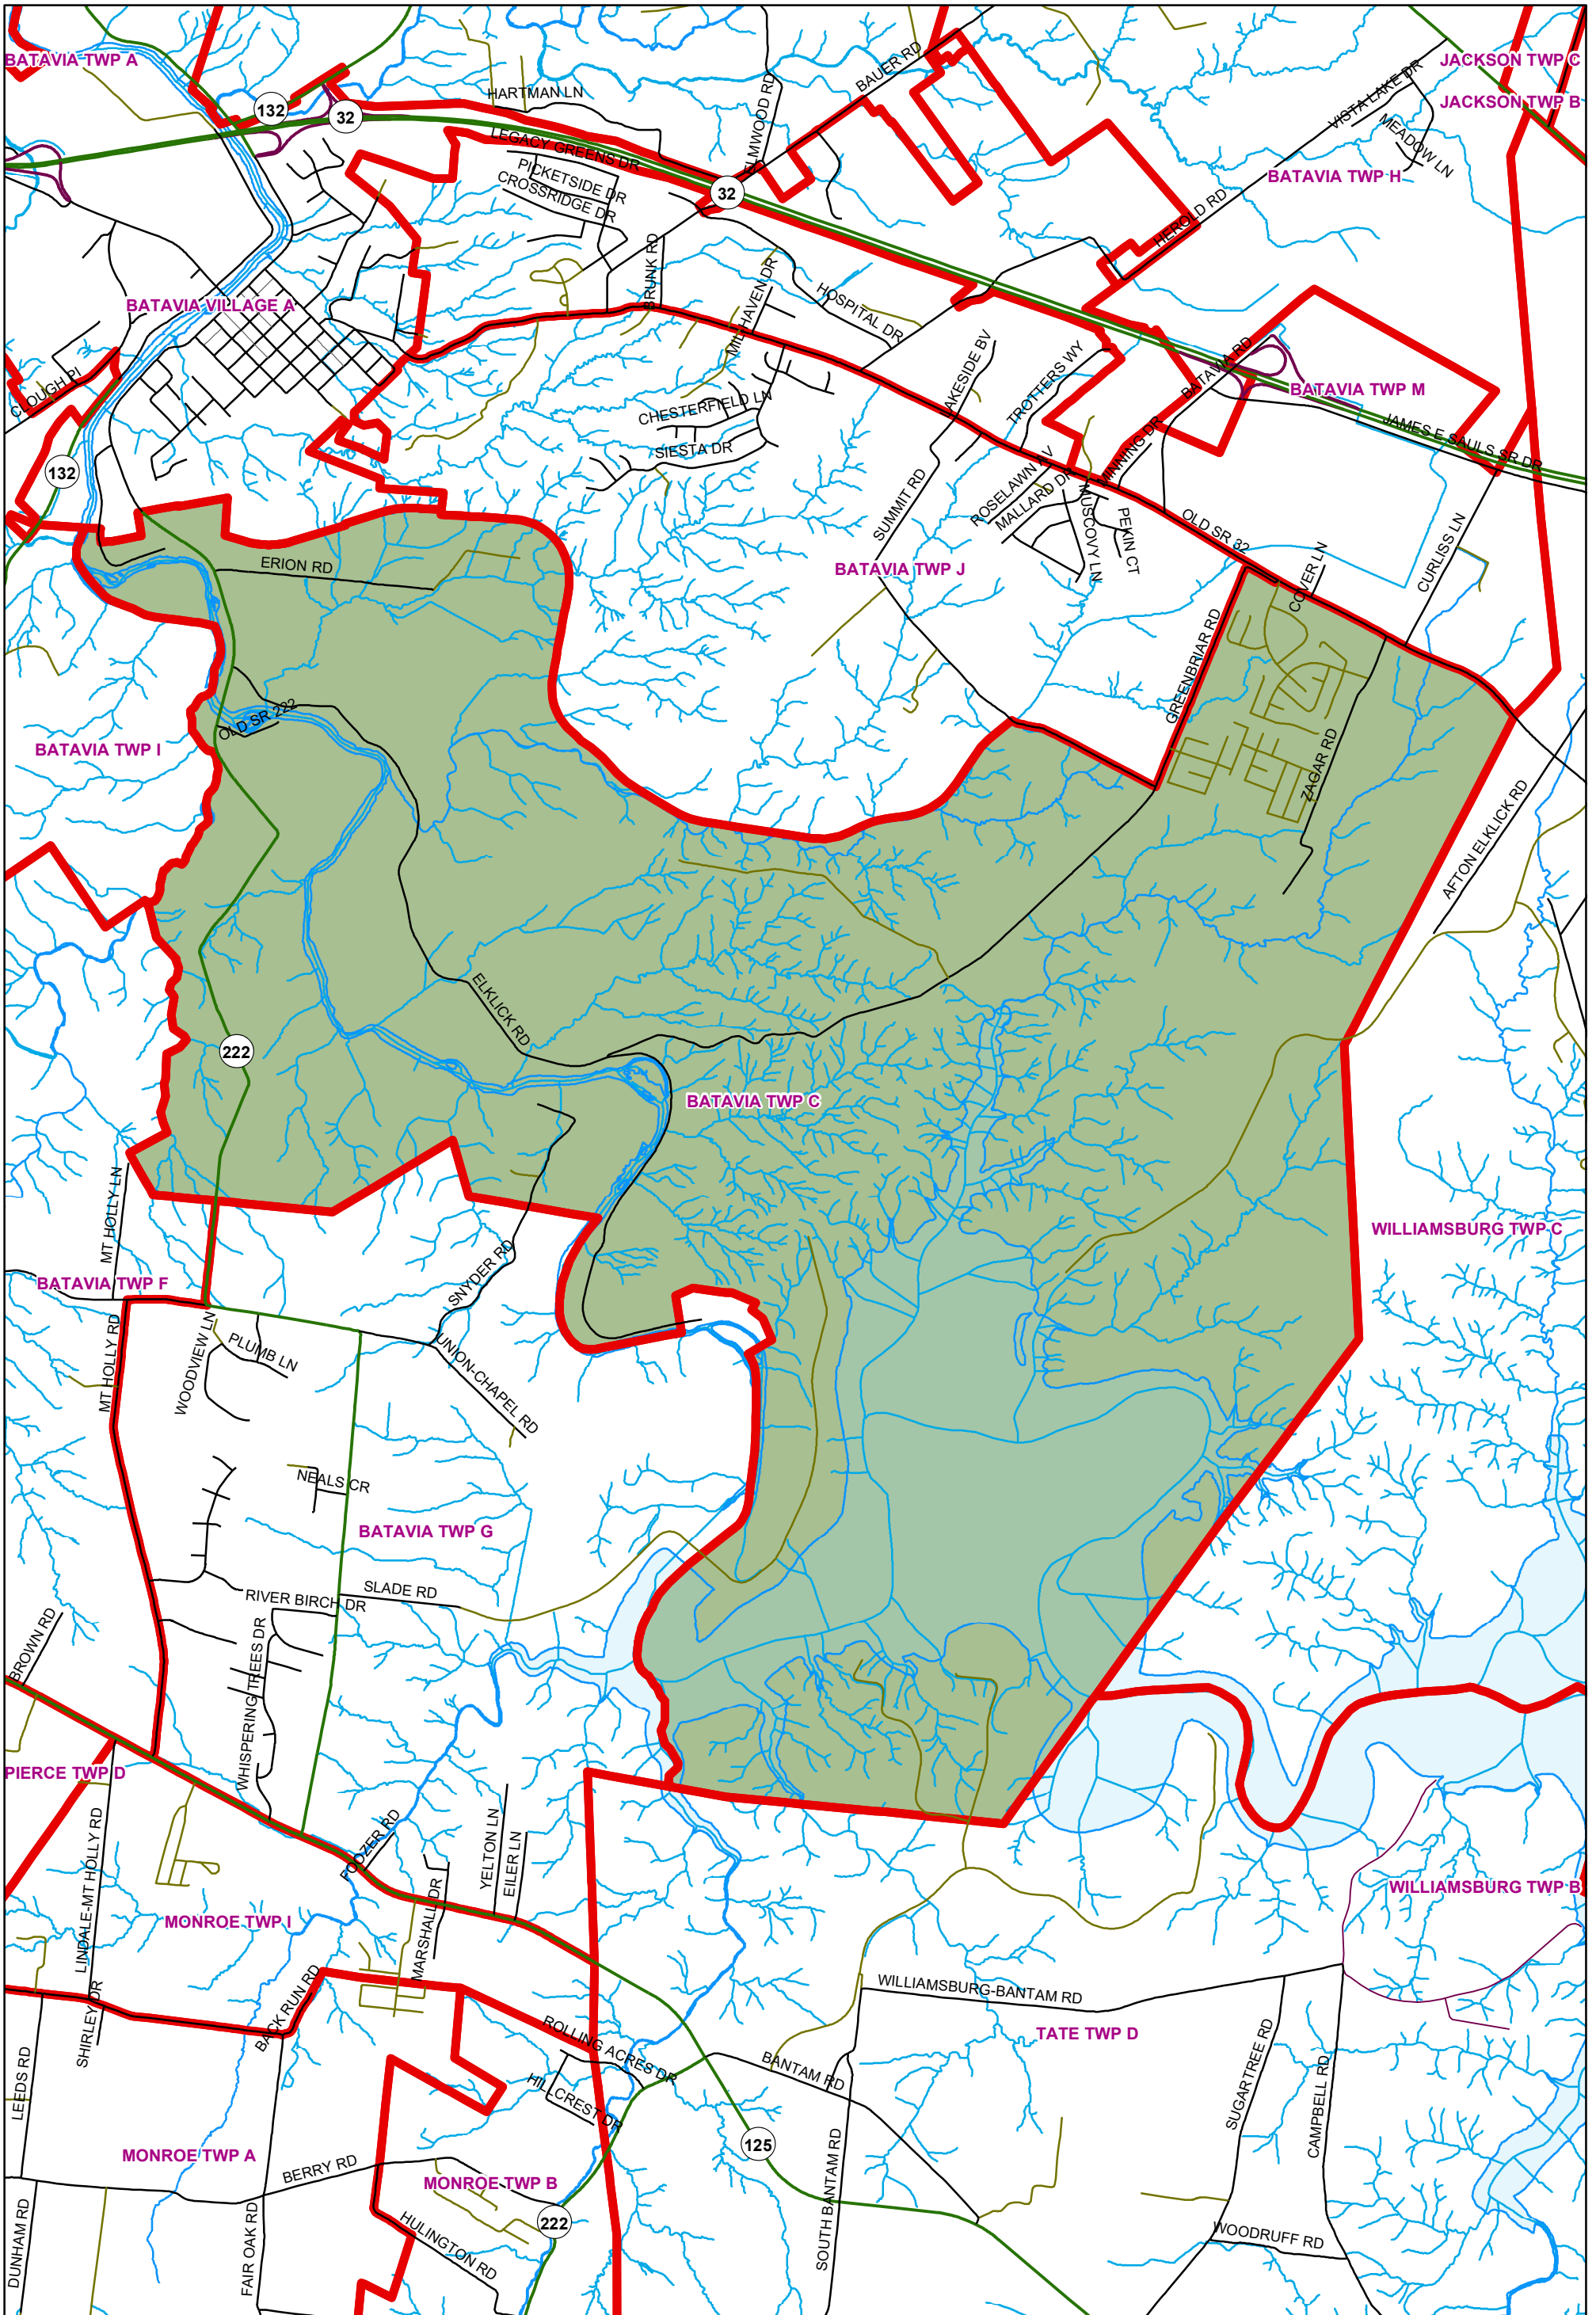 BATAVIA TWP A
JACKSON TWP C
BAUER RD
HARTMAN LN
132
32
JACKSON TWP B
VISTA LAKE DR
MEADOW LN
ELMWOOD RD
LEGACY GREENS DR
PICKETSIDE DR
CROSSRIDGE DR
32
BATAVIA TWP H
HEROLD RD
BRUNK RD
BATAVIA VILLAGE A
MILLHAVEN DR
HOSPITAL DR
LAKESIDE BV
TROTTERS WY
BATAVIA RD
BATAVIA TWP M
CLOUGH PI
CHESTERFIELD LN
SIESTA DR
JAMES E SAULS SR DR
132
SUMMIT RD
ROSELAWN AV
MALLARD DR
MINNING DR
MUSCOVY LN
PEKIN CT
OLD SR 32
COVER LN
CURLISS LN
ERION RD
BATAVIA TWP J
GREENBRIAR RD
OLD SR 222
BATAVIA TWP I
ZAGAR RD
AFTON ELKLICK RD
ELKLICK RD
222
BATAVIA TWP C
MT HOLLY LN
WILLIAMSBURG TWP C
SNYDER RD
BATAVIA TWP F
MT HOLLY RD
WOODVIEW LN
PLUMB LN
UNION-CHAPEL RD
NEALS CR
BATAVIA TWP G
SLADE RD
RIVER BIRCH DR
BROWN RD
WHISPERING TREES DR
PIERCE TWP D
LINDALE-MT HOLLY RD
FOOZER RD
YELTON LN
EILER LN
MARSHALL DR
MONROE TWP I
WILLIAMSBURG TWP B
WILLIAMSBURG-BANTAM RD
SHIRLEY DR
BACK RUN RD
ROLLING ACRES DR
TATE TWP D
LEEDS RD
BANTAM RD
HILLCREST DR
SUGARTREE RD
CAMPBELL RD
125
MONROE TWP A
BERRY RD
MONROE TWP B
SOUTH BANTAM RD
222
DUNHAM RD
FAIR OAK RD
HULINGTON RD
WOODRUFF RD